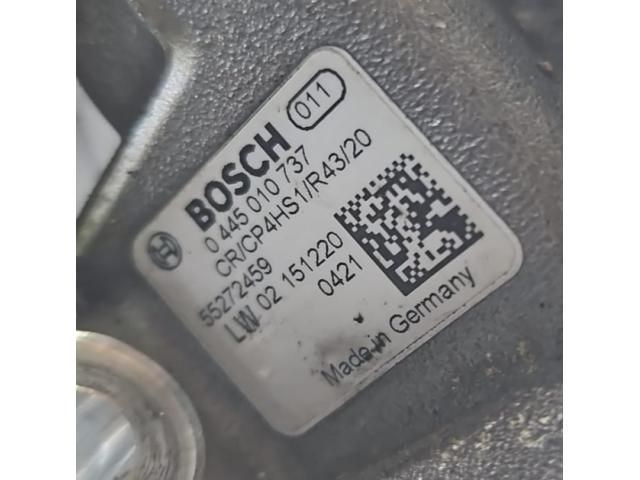 BOSCH 011
0 445 010 737
CR/CP4HS1/R43/20
55272459
LW 02 151220
0421
Made in Germany